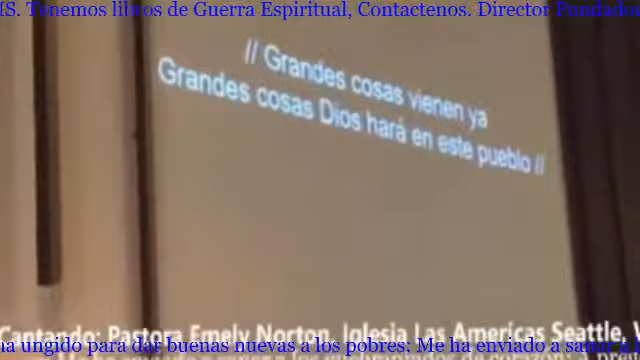 IS. Tenemos libros de Guerra Espiritual, Contactenos. Director Fundador
// Grandes cosas vienen ya
Grandes cosas Dios hará en este pueblo //
Cantando: Pastora Emely Norton, Iglesia Las Americas Seattle,
ha ungido para dar buenas nuevas a los pobres: Me ha enviado a sanar a